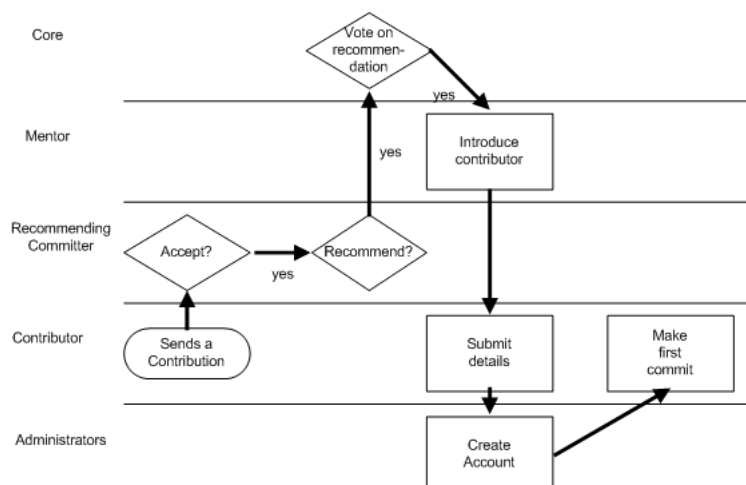 Core
Vote on
recommen-
dation
yes
Mentor
Introduce
contributor
yes
Recommending
Committer
Accept?
yes
Recommend?
Contributor
Sends a
Contribution
Submit
details
Make
first
commit
Administrators
Create
Account